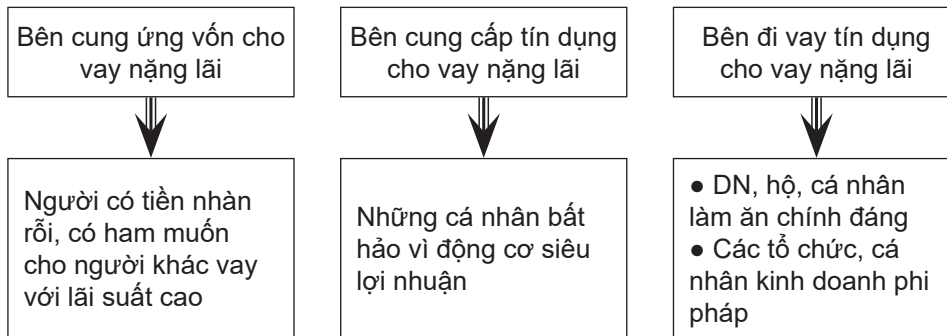 Bên cung ứng vốn cho
vay nặng lãi
Bên cung cấp tín dụng
cho vay nặng lãi
Bên đi vay tín dụng
cho vay nặng lãi
Người có tiền nhàn
rỗi, có ham muốn
cho người khác vay
với lãi suất cao
Những cá nhân bất
hảo vì động cơ siêu
lợi nhuận
● DN, hộ, cá nhân
làm ăn chính đáng
● Các tổ chức, cá
nhân kinh doanh phi
pháp